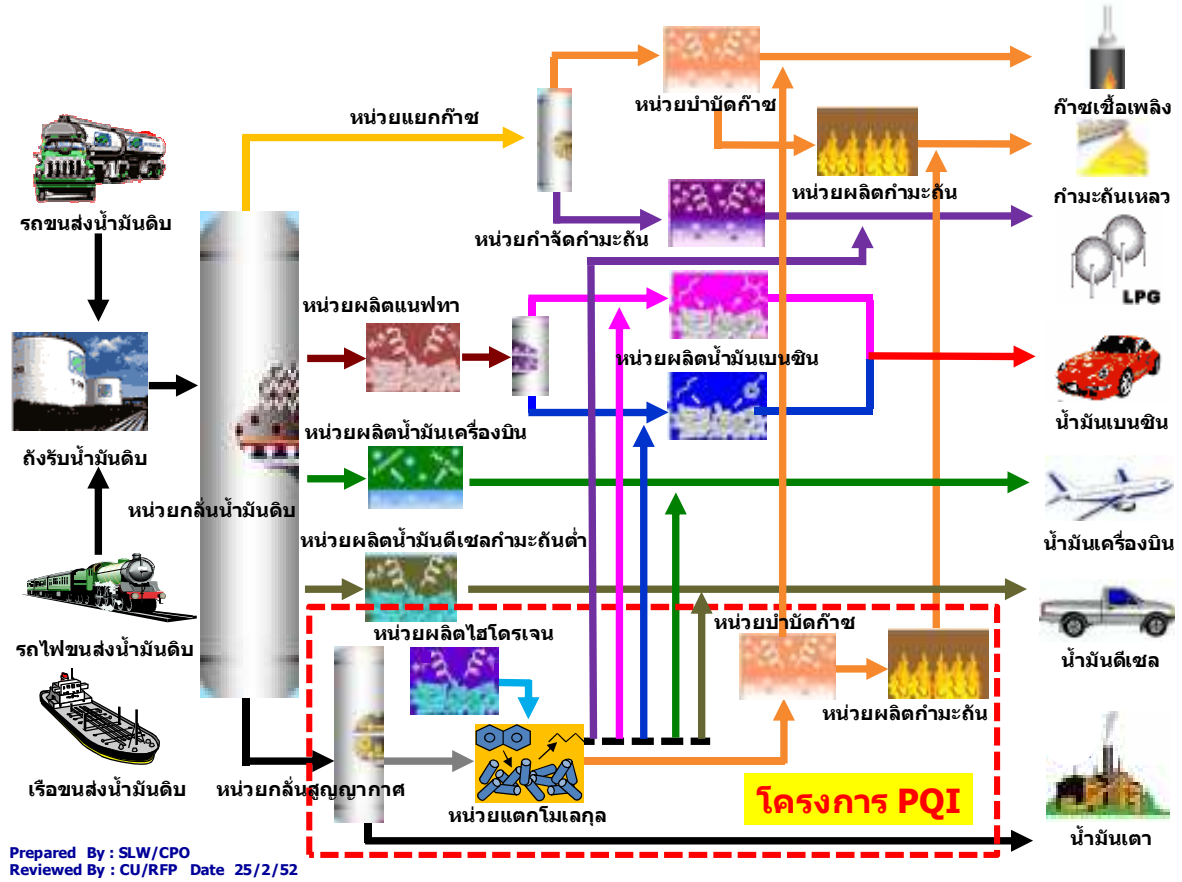 หน่วยแยกก๊าซ
หน่วยบำบัดก๊าซ
ก๊าซเชื้อเพลิง
หน่วยผลิตกำมะถัน
กำมะถันเหลว
รถขนส่งน้ำมันดิบ
หน่วยกำจัดกำมะถัน
LPG
หน่วยผลิตแนฟทา
หน่วยผลิตน้ำมันเบนซิน
น้ำมันเบนซิน
หน่วยผลิตน้ำมันเครื่องบิน
ถังรับน้ำมันดิบ
หน่วยกลั่นน้ำมันดิบ
หน่วยผลิตน้ำมันดีเซลกำมะถันต่ำ
น้ำมันเครื่องบิน
หน่วยผลิตไฮโดรเจน
หน่วยบำบัดก๊าซ
รถไฟขนส่งน้ำมันดิบ
น้ำมันดีเซล
หน่วยผลิตกำมะถัน
เรือขนส่งน้ำมันดิบ
หน่วยกลั่นสูญญากาศ
หน่วยแตกโมเลกุล
โครงการ PQI
น้ำมันเตา
Prepared By : SLW/CPO
Reviewed By : CU/RFP Date 25/2/52